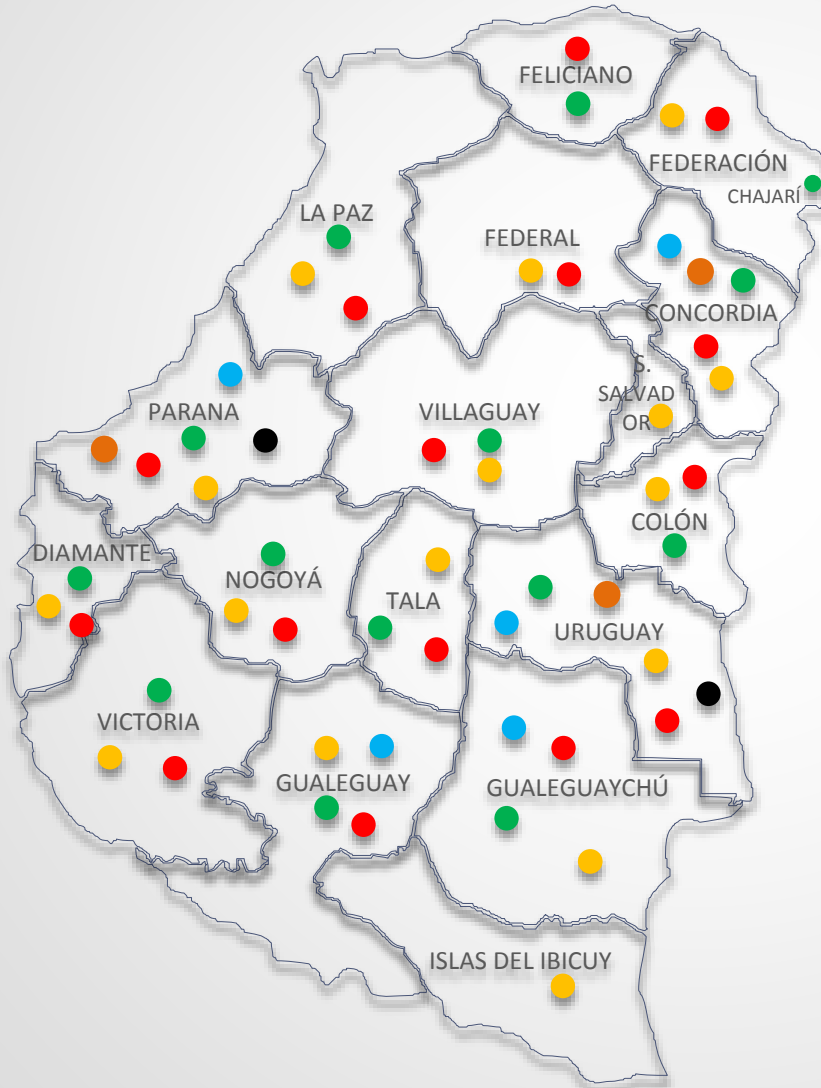 FELICIANO
FEDERACIÓN
CHAJARÍ
LA PAZ
FEDERAL
CONCORDIA
S.
SALVAD
OR
PARANA
VILLAGUAY
COLÓN
DIAMANTE
NOGOYÁ
TALA
URUGUAY
VICTORIA
GUALEGUAY
GUALEGUAYCHÚ
ISLAS DEL IBICUY